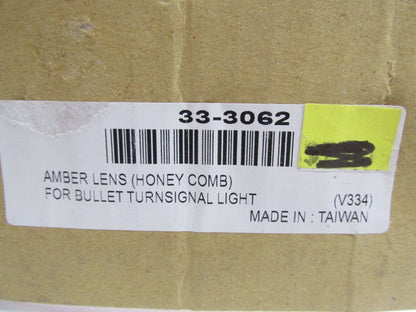 33-3062
AMBER LENS (HONEY COMB)
FOR BULLET TURNSIGNAL LIGHT (V334)
MADE IN : TAIWAN